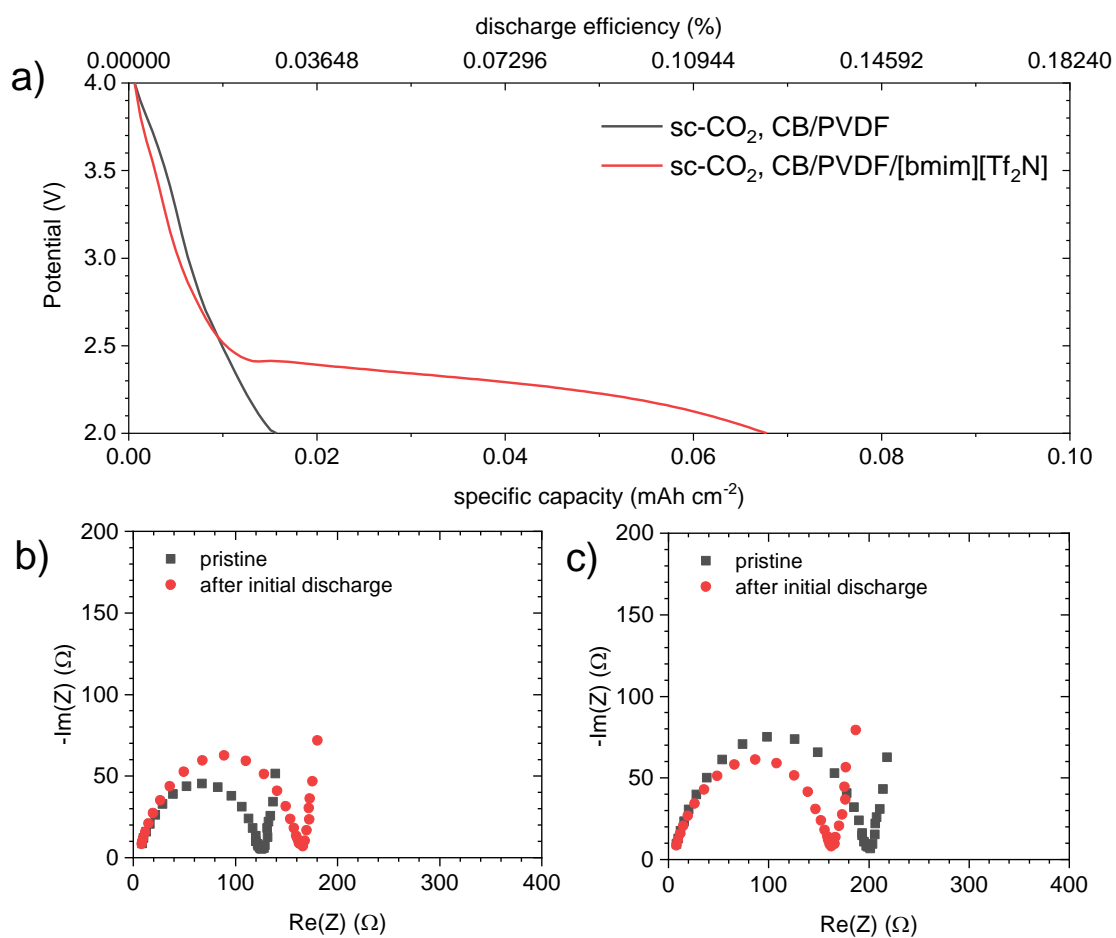 discharge efficiency (%)
0.00000 0.03648 0.07296 0.10944 0.14592 0.18240
a)
4.0
3.5
3.0
2.5
2.0
Potential (V)
sc-CO₂, CB/PVDF
sc-CO₂, CB/PVDF/[bmim][Tf₂N]
0.00 0.02 0.04 0.06 0.08 0.10
specific capacity (mAh cm⁻²)
b)
200
150
100
50
0
-Im(Z) (Ω)
pristine
after initial discharge
0 100 200 300 400
Re(Z) (Ω)
c)
200
150
100
50
0
-Im(Z) (Ω)
pristine
after initial discharge
0 100 200 300 400
Re(Z) (Ω)